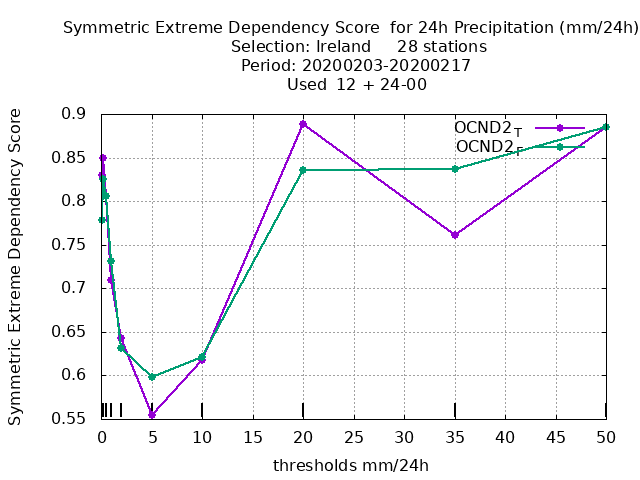 Symmetric Extreme Dependency Score  for 24h Precipitation (mm/24h)
Selection: Ireland     28 stations
Period: 20200203-20200217
Used  12 + 24-00
Symmetric Extreme Dependency Score
0.9
0.85
0.8
0.75
0.7
0.65
0.6
0.55
OCND2T
OCND2F
0 5 10 15 20 25 30 35 40 45 50
thresholds mm/24h